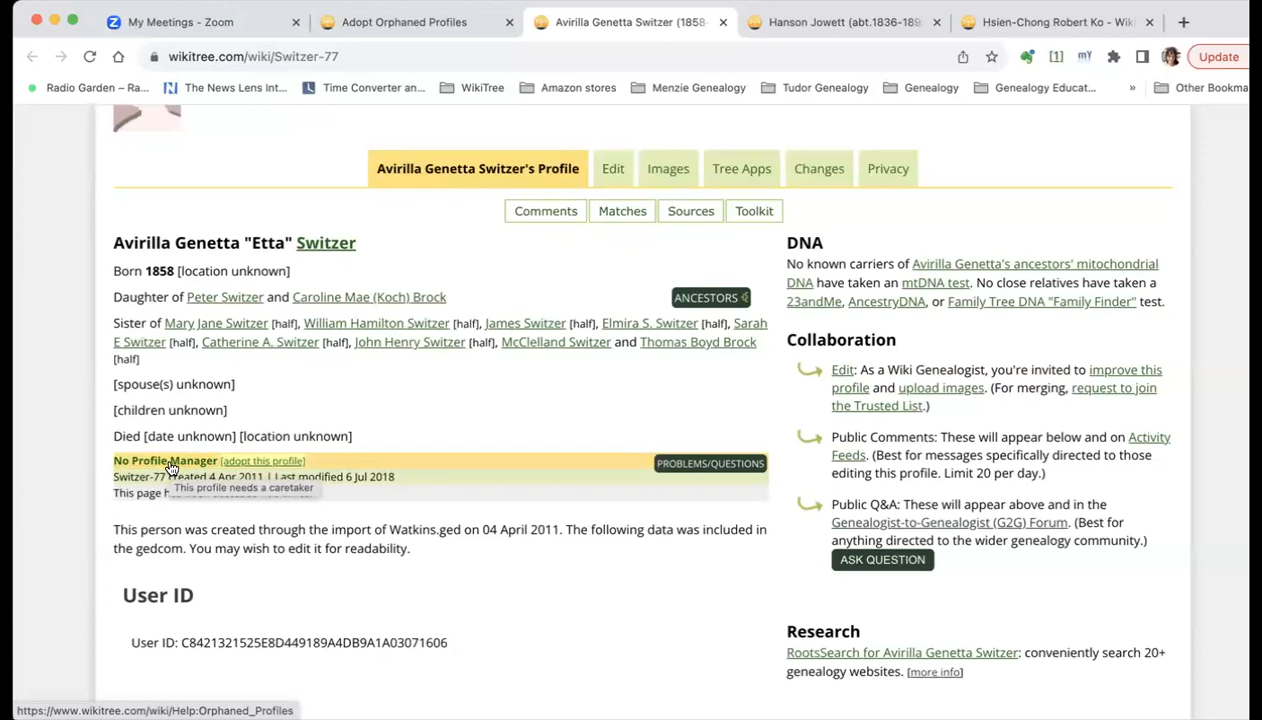 My Meetings - Zoom
Adopt Orphaned Profiles
Avirilla Genetta Switzer (1858-
Hanson Jowett (abt.1836-189
Hsien-Chong Robert Ko - Wiki
wikitree.com/wiki/Switzer-77
[1]
mY
Update
Radio Garden – Ra...
The News Lens Int...
Time Converter an...
WikiTree
Amazon stores
Menzie Genealogy
Tudor Genealogy
Genealogy
Genealogy Educat...
»
Other Bookma
Avirilla Genetta Switzer's Profile
Edit
Images
Tree Apps
Changes
Privacy
Comments
Matches
Sources
Toolkit
Avirilla Genetta "Etta" Switzer
Born 1858 [location unknown]
Daughter of Peter Switzer and Caroline Mae (Koch) Brock
ANCESTORS
Sister of Mary Jane Switzer [half], William Hamilton Switzer [half], James Switzer [half], Elmira S. Switzer [half], Sarah
E Switzer [half], Catherine A. Switzer [half], John Henry Switzer [half], McClelland Switzer and Thomas Boyd Brock
[half]
[spouse(s) unknown]
[children unknown]
Died [date unknown] [location unknown]
No Profile Manager [adopt this profile]
PROBLEMS/QUESTIONS
Switzer-77 created 4 Apr 2011 | Last modified 6 Jul 2018
This profile needs a caretaker
This page
This person was created through the import of Watkins.ged on 04 April 2011. The following data was included in
the gedcom. You may wish to edit it for readability.
User ID
User ID: C8421321525E8D449189A4DB9A1A03071606
DNA
No known carriers of Avirilla Genetta's ancestors' mitochondrial
DNA have taken an mtDNA test. No close relatives have taken a
23andMe, AncestryDNA, or Family Tree DNA "Family Finder" test.
Collaboration
Edit: As a Wiki Genealogist, you're invited to improve this
profile and upload images. (For merging, request to join
the Trusted List.)
Public Comments: These will appear below and on Activity
Feeds. (Best for messages specifically directed to those
editing this profile. Limit 20 per day.)
Public Q&A: These will appear above and in the
Genealogist-to-Genealogist (G2G) Forum. (Best for
anything directed to the wider genealogy community.)
ASK QUESTION
Research
RootsSearch for Avirilla Genetta Switzer: conveniently search 20+
genealogy websites. [more info]
https://www.wikitree.com/wiki/Help:Orphaned_Profiles